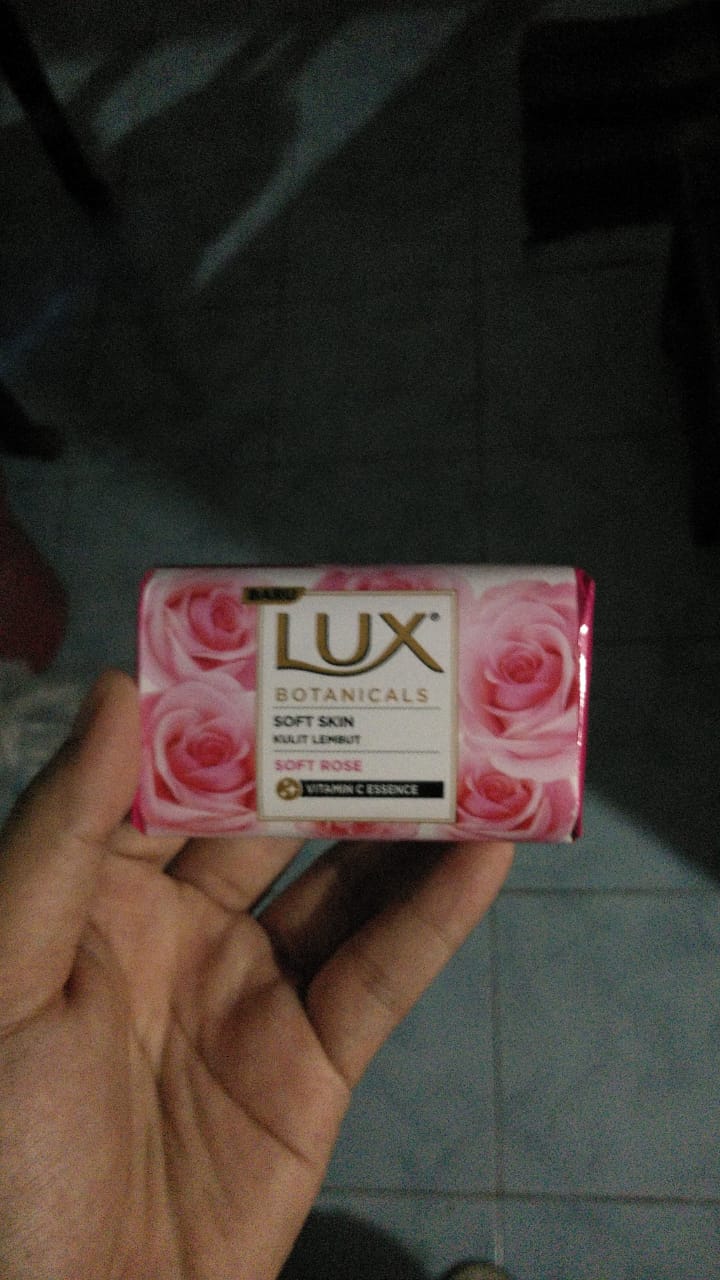 BARU
LUX®
BOTANICALS
SOFT SKIN
KULIT LEMBUT
SOFT ROSE
VITAMIN C ESSENCE